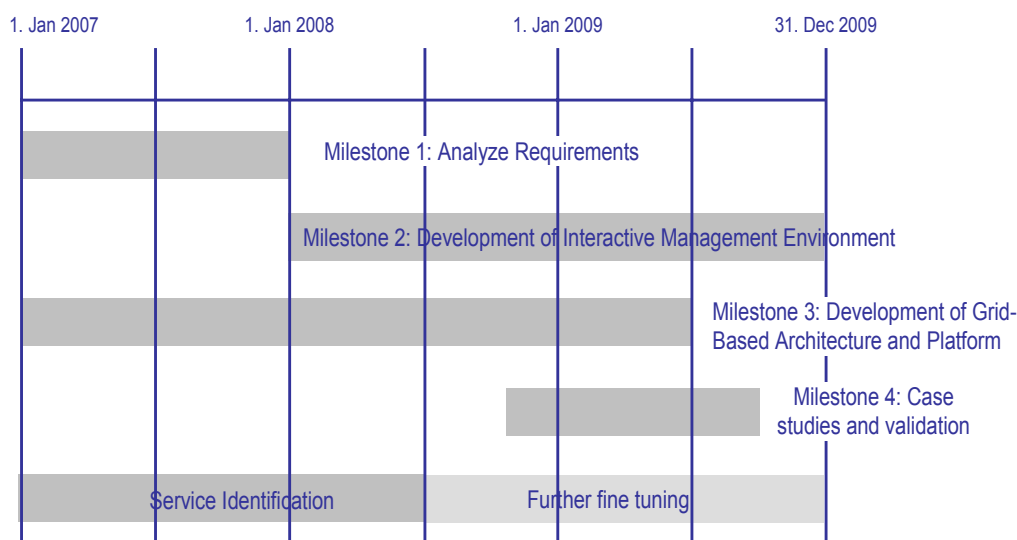 1. Jan 2007
1. Jan 2008
1. Jan 2009
31. Dec 2009
Milestone 1: Analyze Requirements
Milestone 2: Development of Interactive Management Environment
Milestone 3: Development of Grid-
Based Architecture and Platform
Milestone 4: Case
studies and validation
Service Identification
Further fine tuning